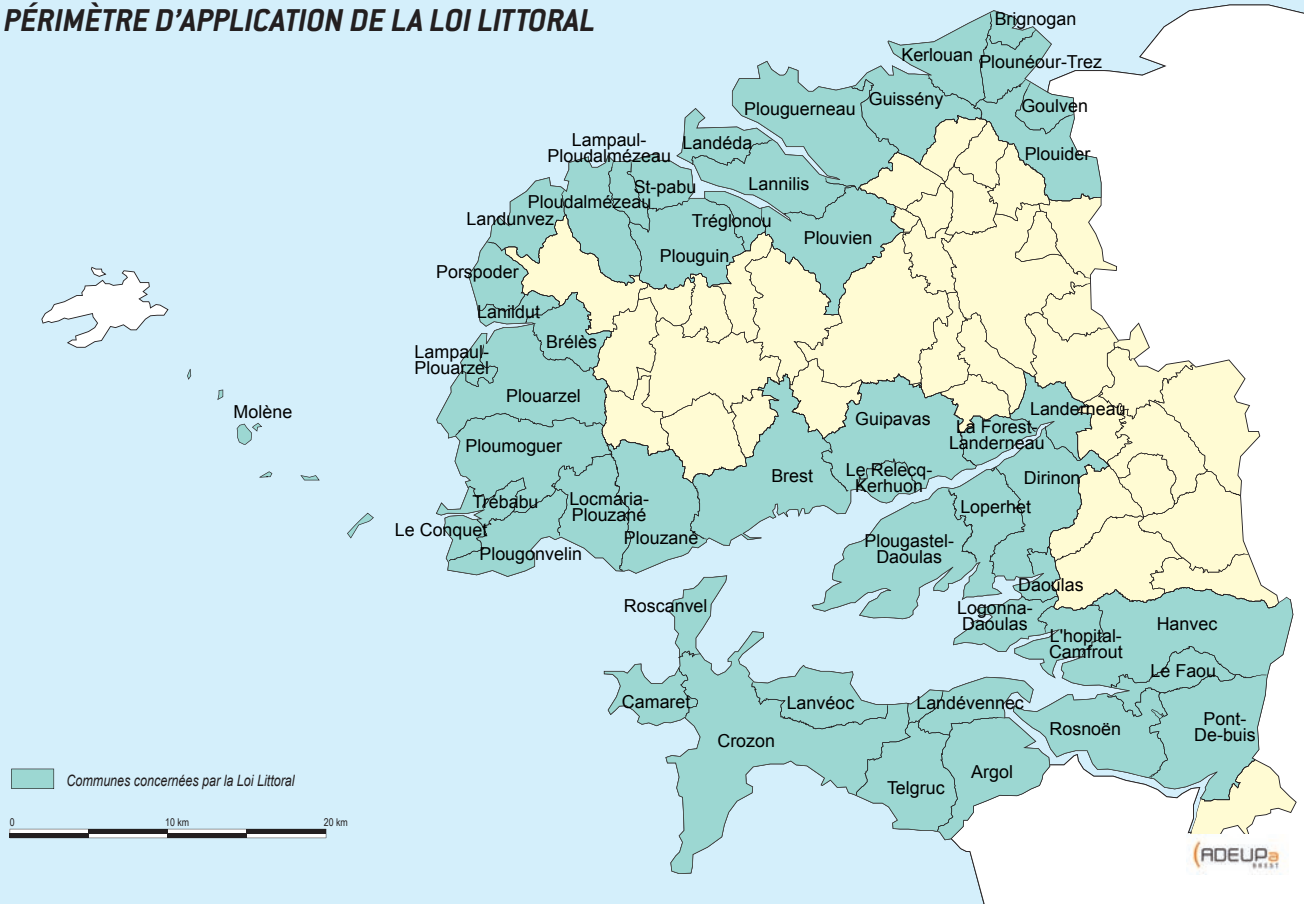 PÉRIMÈTRE D'APPLICATION DE LA LOI LITTORAL
Brignogan
Kerlouan
Plounéour-Trez
Guissény
Goulven
Plouguerneau
Plouider
Lampaul-
Ploudalmézeau
Landéda
St-pabu
Lannilis
Ploudalmézeau
Landunvez
Tréglonou
Plouvien
Plouguin
Porspoder
Lanildut
Brélès
Lampaul-
Plouarzel
Plouarzel
Molène
Ploumoguer
Guipavas
Landerneau
La Forest-
Landerneau
Le Relecq-
Kerhuon
Brest
Dirinon
Trébabu
Locmaria-
Plouzané
Loperhet
Le Conquet
Plouzané
Plougonvelin
Plougastel-
Daoulas
Daoulas
Roscanvel
Logonna-
Daoulas
Hanvec
L'hopital-
Camfrout
Le Faou
Camaret
Lanvéoc
Landévennec
Crozon
Rosnoën
Pont-
De-buis
Argol
Telgruc
Communes concernées par la Loi Littoral
0 10 km 20 km
ADEUPa
BREST